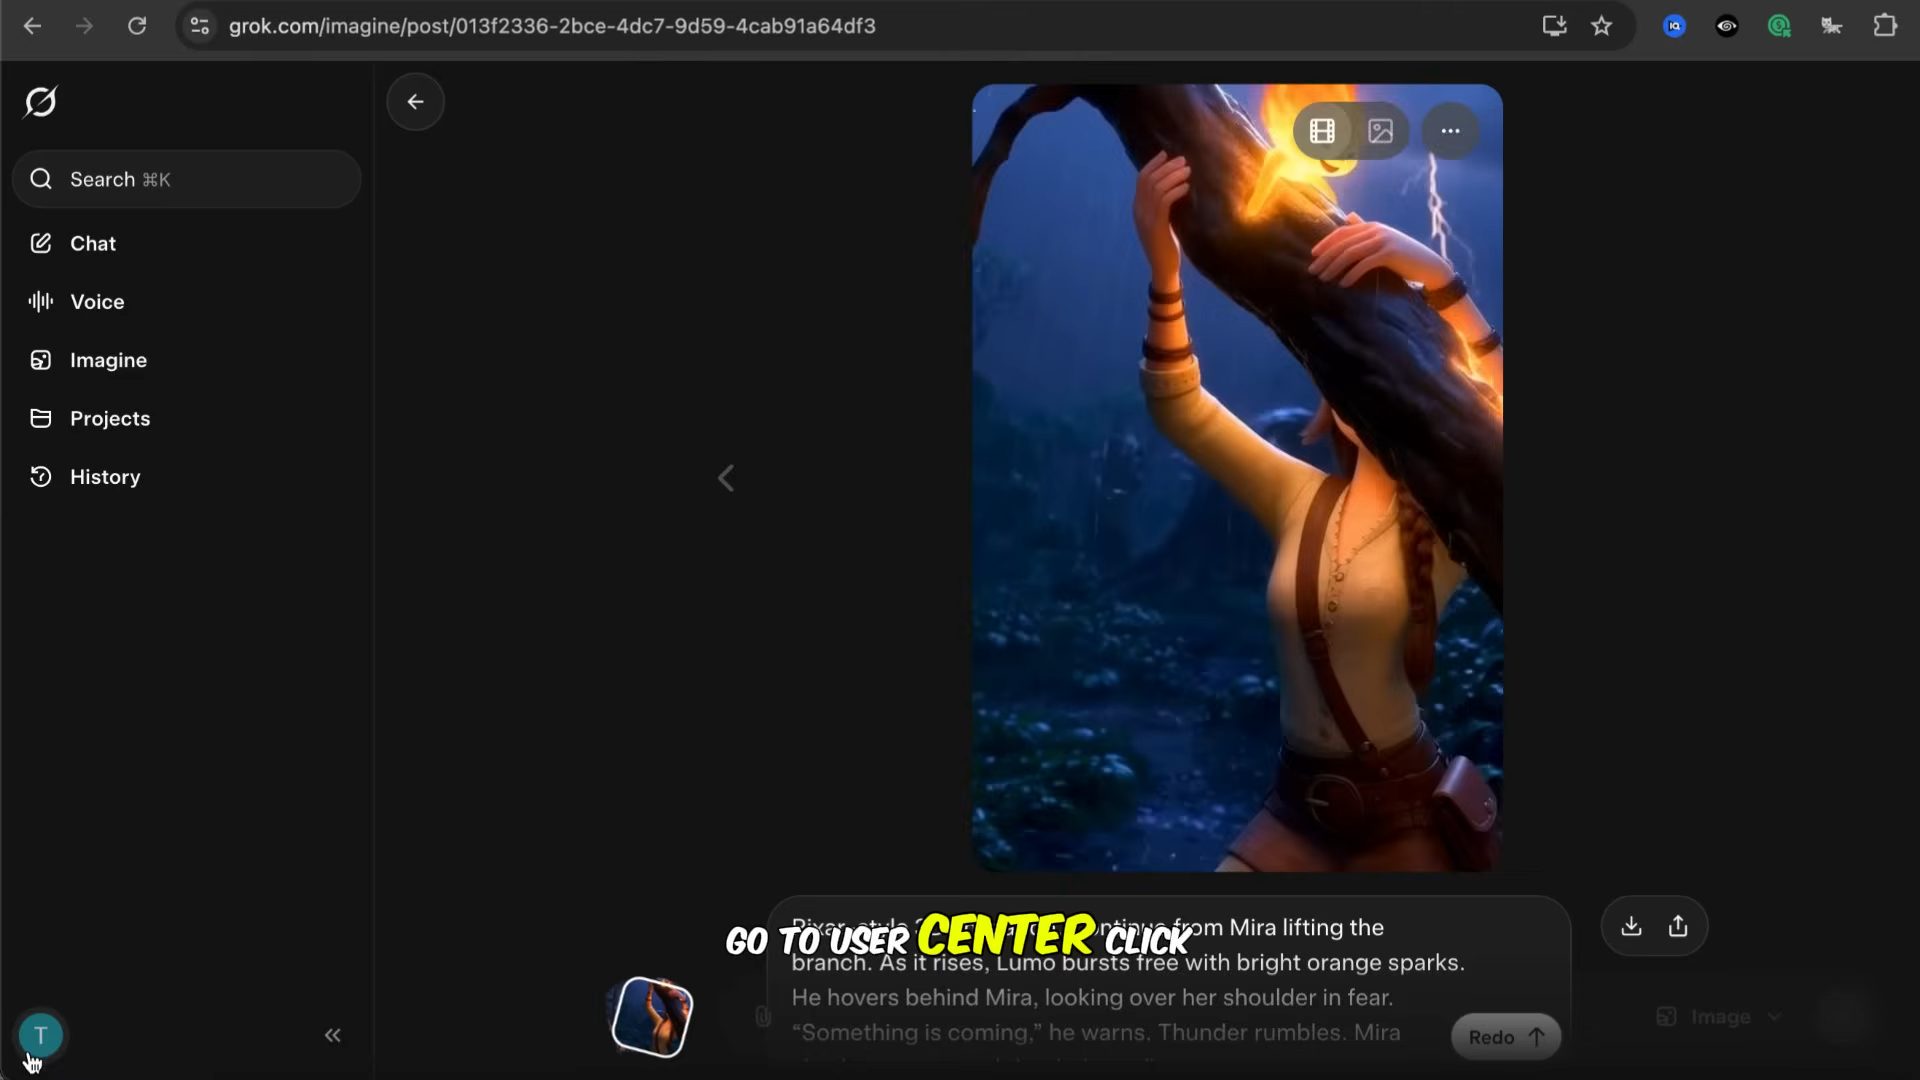 grok.com/imagine/post/013f2336-2bce-4dc7-9d59-4cab91a64df3
Search ⌘K
Chat
Voice
Imagine
Projects
History
from Mira lifting the
GO TO USER CENTER CLICK
branch. As it rises, Lumo bursts free with bright orange sparks.
He hovers behind Mira, looking over her shoulder in fear.
“Something is coming,” he warns. Thunder rumbles. Mira
Redo
Image
T